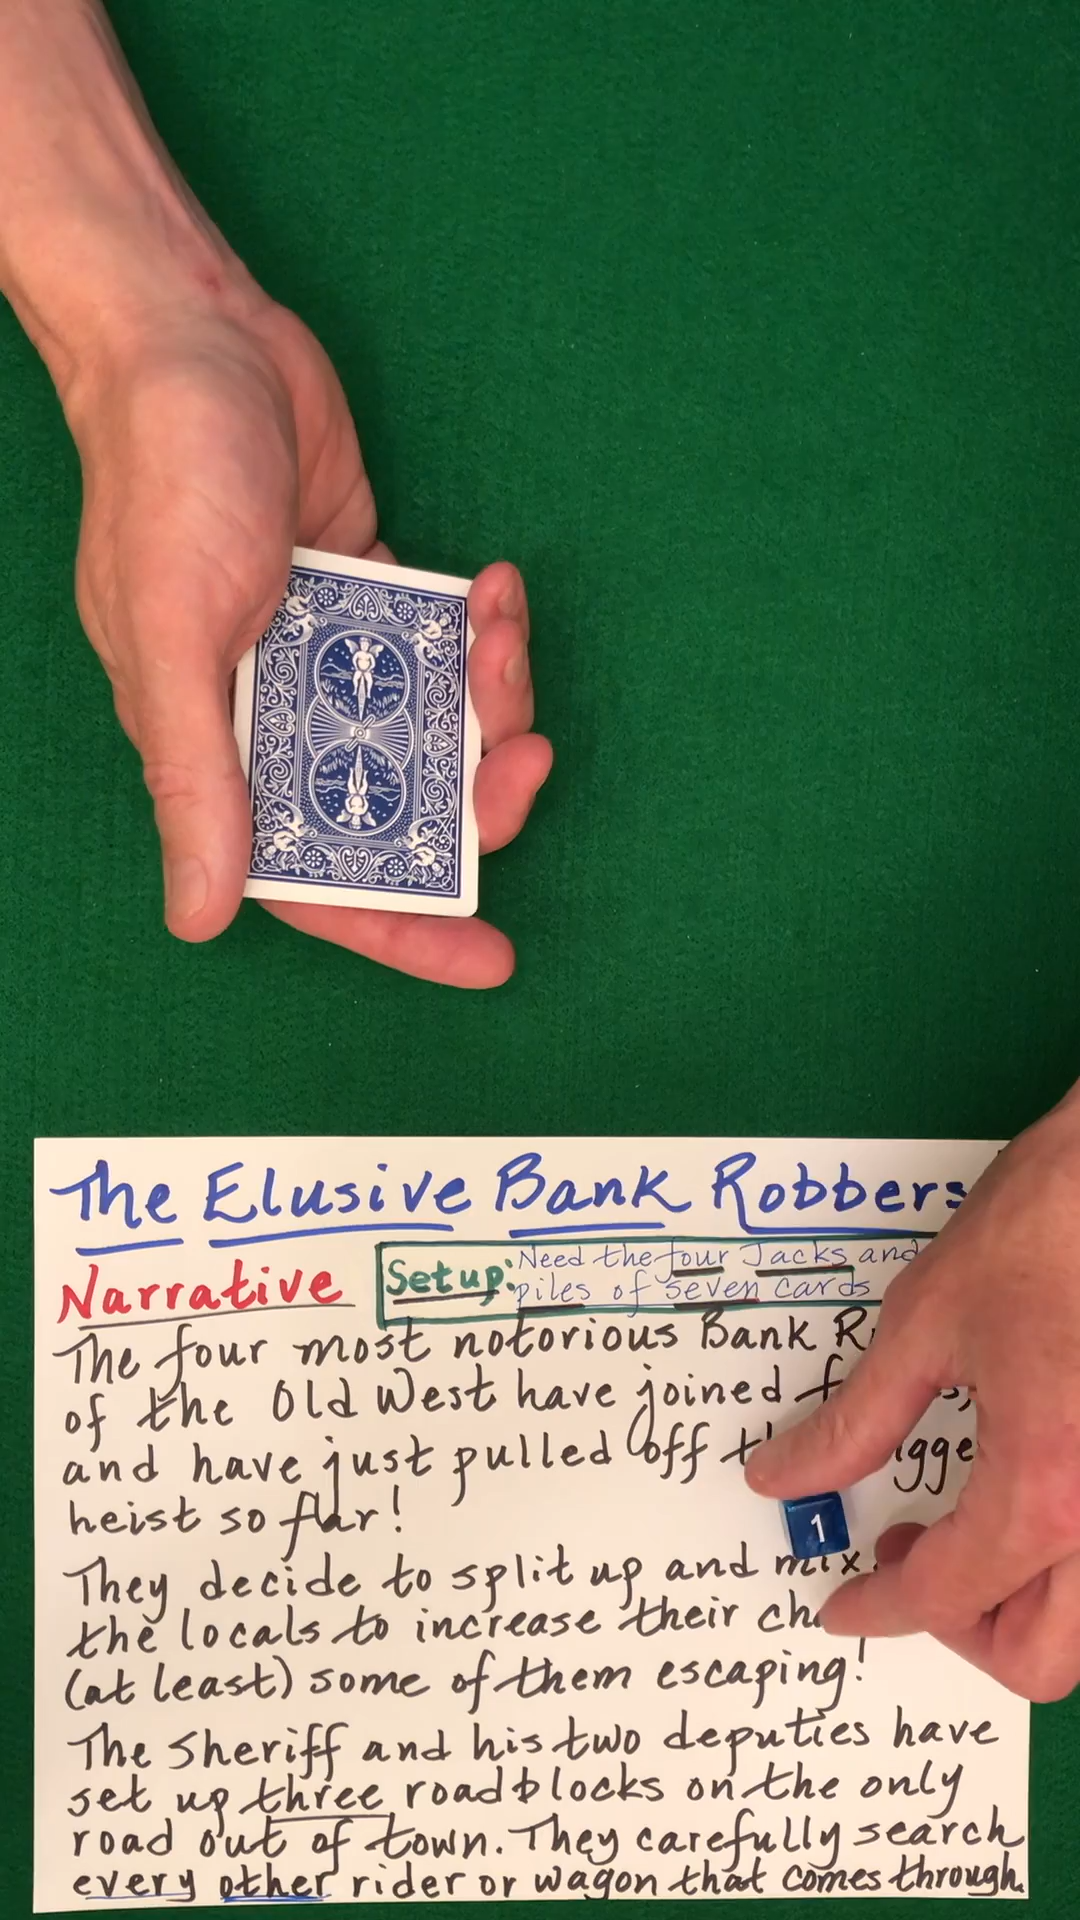 The Elusive Bank Robbers
Narrative
Setup: Need the four Jacks and
piles of seven cards
The four most notorious Bank
of the Old West have joined
and have just pulled off
heist so far!
1
They decide to split up and mix
the locals to increase their
(at least) some of them escaping!
The Sheriff and his two deputies have
set up three roadblocks on the only
road out of town. They carefully search
every other rider or wagon that comes through.